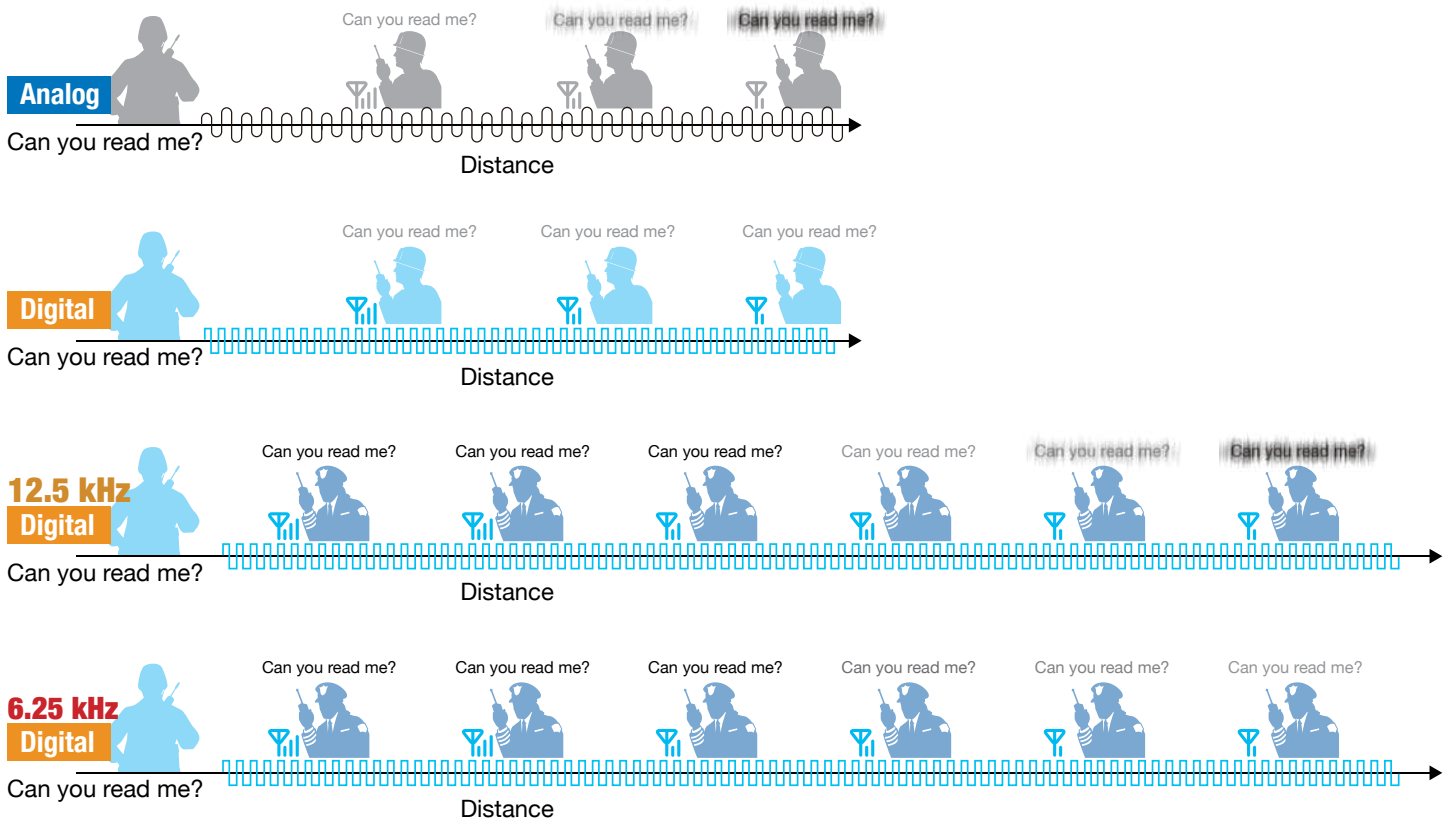 Can you read me? Can you read me? Can you read me?
Analog
Can you read me?
Distance
Can you read me? Can you read me? Can you read me?
Digital
Can you read me?
Distance
Can you read me? Can you read me? Can you read me? Can you read me? Can you read me? Can you read me?
12.5 kHz
Digital
Can you read me?
Distance
Can you read me? Can you read me? Can you read me? Can you read me? Can you read me? Can you read me?
6.25 kHz
Digital
Can you read me?
Distance